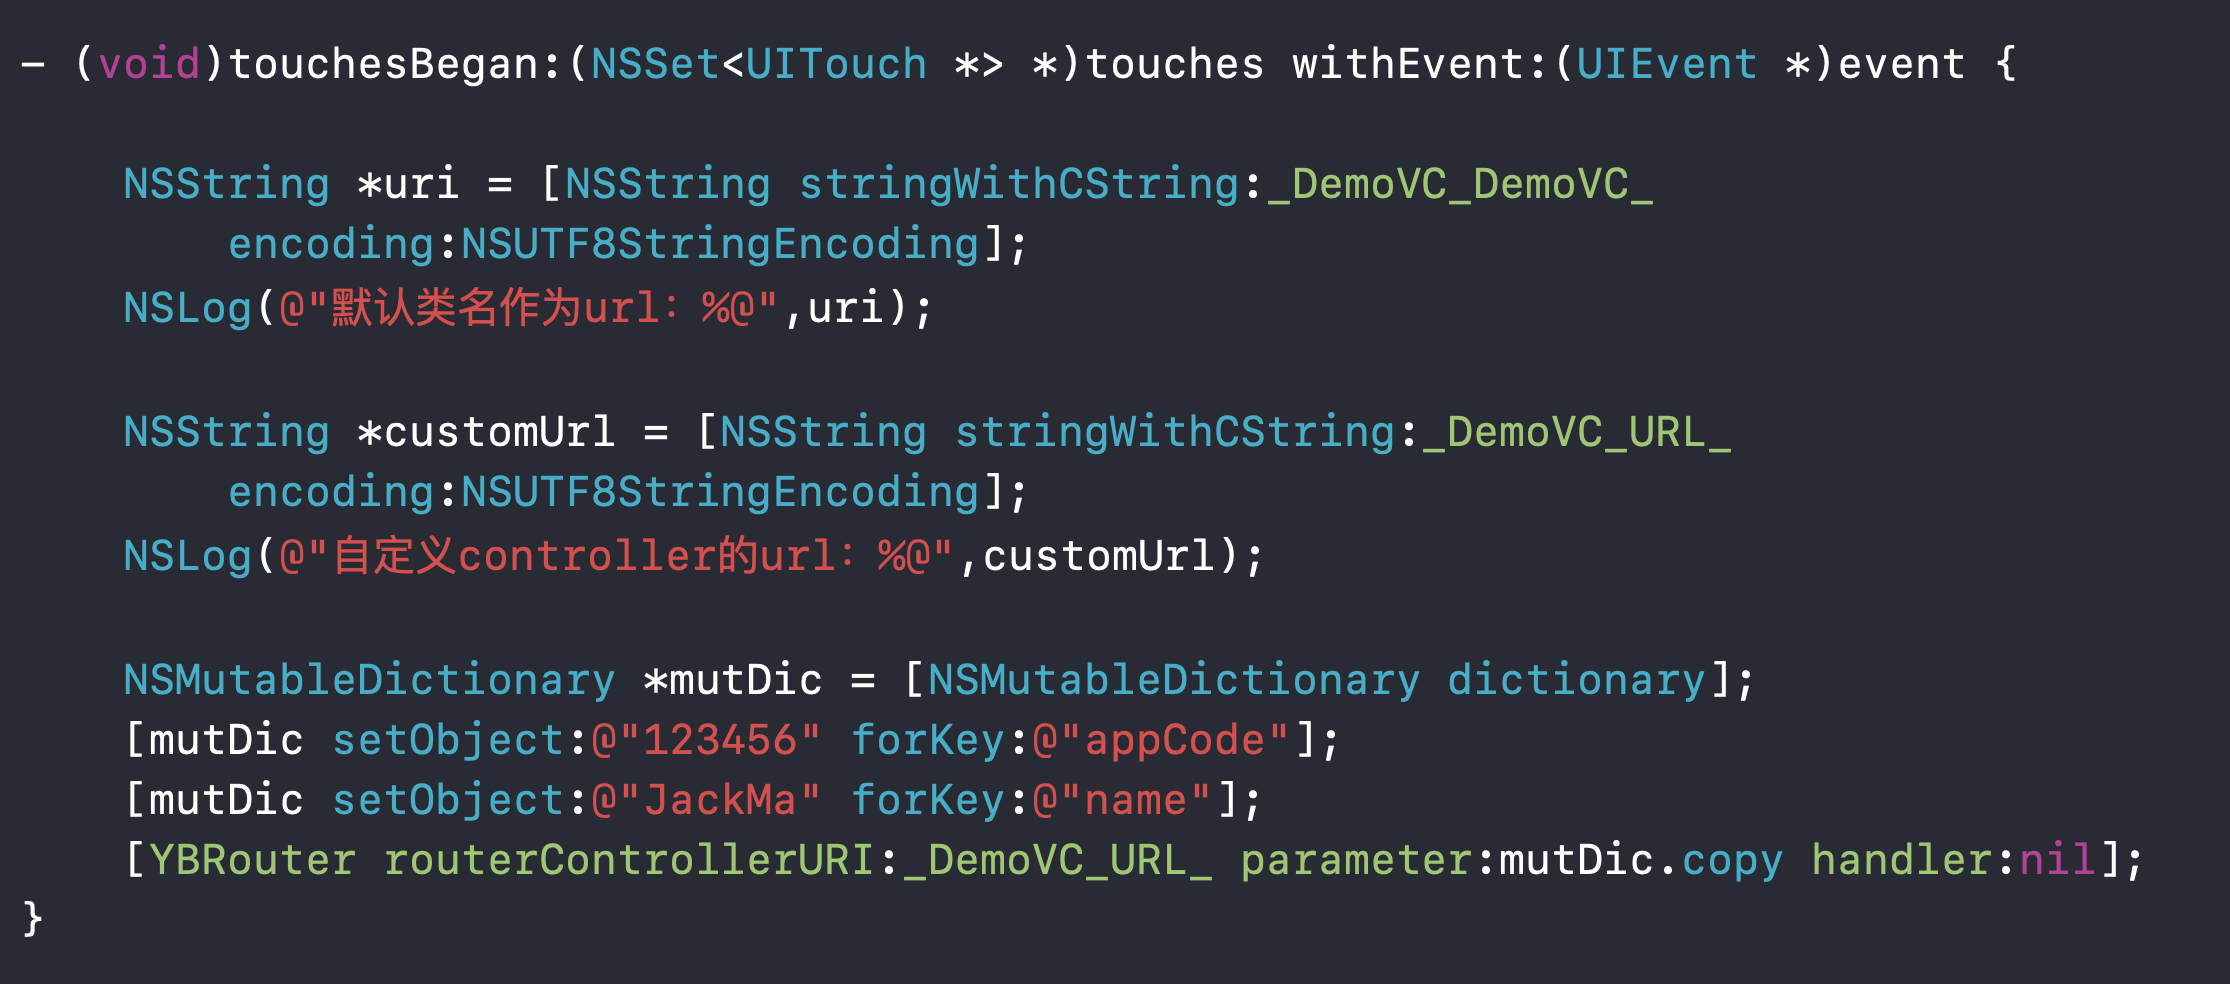 - (void)touchesBegan:(NSSet<UITouch *> *)touches withEvent:(UIEvent *)event {
NSString *uri = [NSString stringWithCString:_DemoVC_DemoVC_
encoding:NSUTF8StringEncoding];
NSLog(@"默认类名作为url: %@",uri);
NSString *customUrl = [NSString stringWithCString:_DemoVC_URL_
encoding:NSUTF8StringEncoding];
NSLog(@"自定义controller的url: %@",customUrl);
NSMutableDictionary *mutDic = [NSMutableDictionary dictionary];
[mutDic setObject:@"123456" forKey:@"appCode"];
[mutDic setObject:@"JackMa" forKey:@"name"];
[YBRouter routerControllerURI:_DemoVC_URL_ parameter:mutDic.copy handler:nil];
}